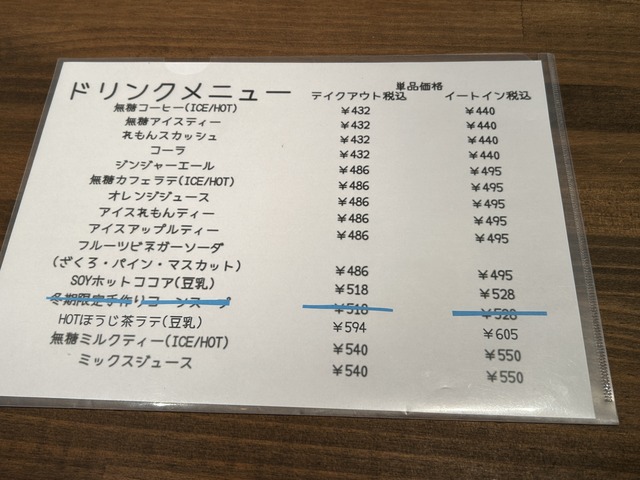 ドリンクメニュー
単品価格
テイクアウト税込 イートイン税込
無糖コーヒー(ICE/HOT) ¥432 ¥440
無糖アイスティー ¥432 ¥440
れもんスカッシュ ¥432 ¥440
コーラ ¥432 ¥440
ジンジャーエール ¥486 ¥495
無糖カフェラテ(ICE/HOT) ¥486 ¥495
オレンジジュース ¥486 ¥495
アイスれもんティー ¥486 ¥495
アイスアップルティー ¥486 ¥495
フルーツビネガーソーダ
(ざくろ・パイン・マスカット) ¥486 ¥495
SOYホットココア(豆乳) ¥518 ¥528
冬期限定手作りコーンスープ ¥518 ¥528
HOTほうじ茶ラテ(豆乳) ¥594 ¥605
無糖ミルクティー(ICE/HOT) ¥540 ¥550
ミックスジュース ¥540 ¥550